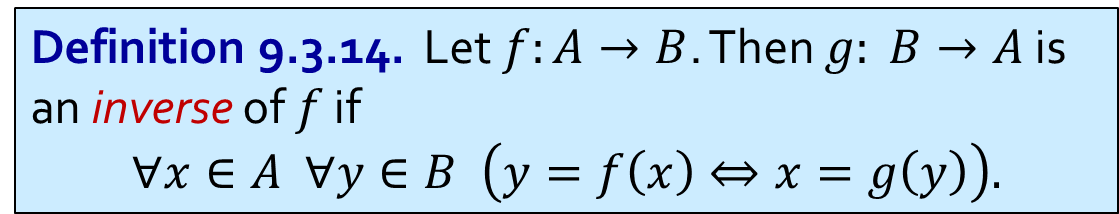 Definition 9.3.14. Let f: A → B. Then g: B → A is
an inverse of f if
∀x ∈ A ∀y ∈ B (y = f(x) ⇔ x = g(y)).